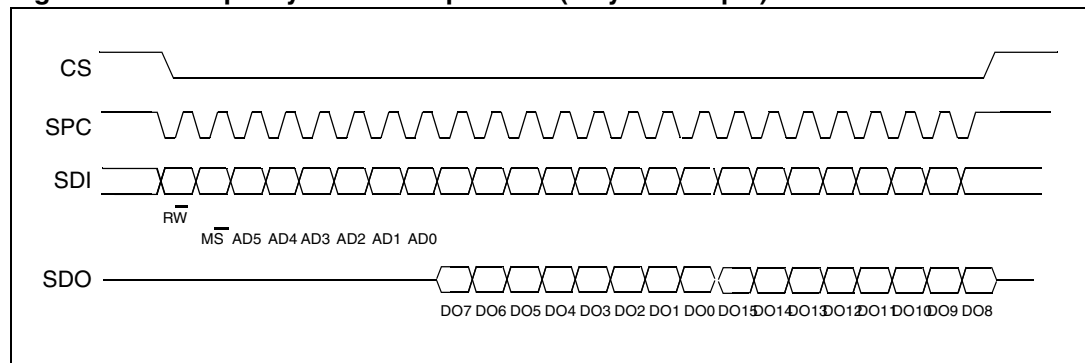 CS
SPC
SDI
RW
MS AD5 AD4 AD3 AD2 AD1 AD0
SDO
DO7 DO6 DO5 DO4 DO3 DO2 DO1 DO0 DO15 DO14 DO13 DO12 DO11 DO10 DO9 DO8